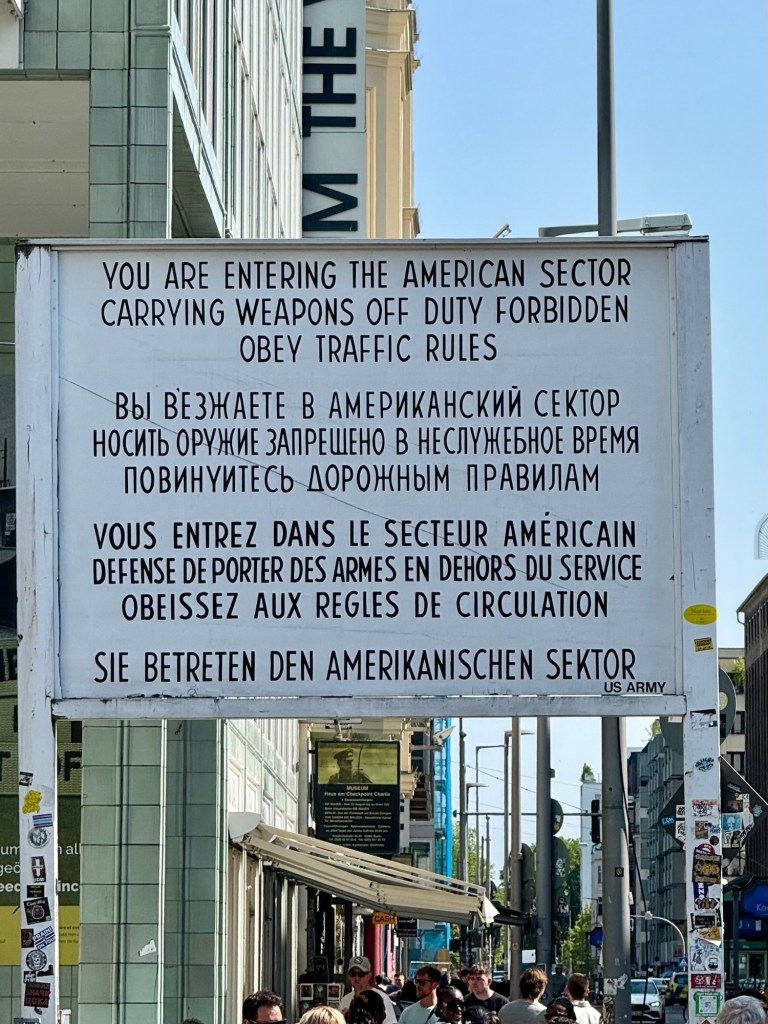 M THE
YOU ARE ENTERING THE AMERICAN SECTOR
CARRYING WEAPONS OFF DUTY FORBIDDEN
OBEY TRAFFIC RULES
ВЫ ВЪЕЗЖАЕТЕ В АМЕРИКАНСКИЙ СЕКТОР
НОСИТЬ ОРУЖИЕ ЗАПРЕЩЕНО В НЕСЛУЖЕБНОЕ ВРЕМЯ
ПОВИНУИТЕСЬ ДОРОЖНЫМ ПРАВИЛАМ
VOUS ENTREZ DANS LE SECTEUR AMÉRICAIN
DEFENSE DE PORTER DES ARMES EN DEHORS DU SERVICE
OBEISSEZ AUX REGLES DE CIRCULATION
SIE BETRETEN DEN AMERIKANISCHEN SEKTOR
US ARMY
MUSEUM
Haus am Checkpoint Charlie
CASH